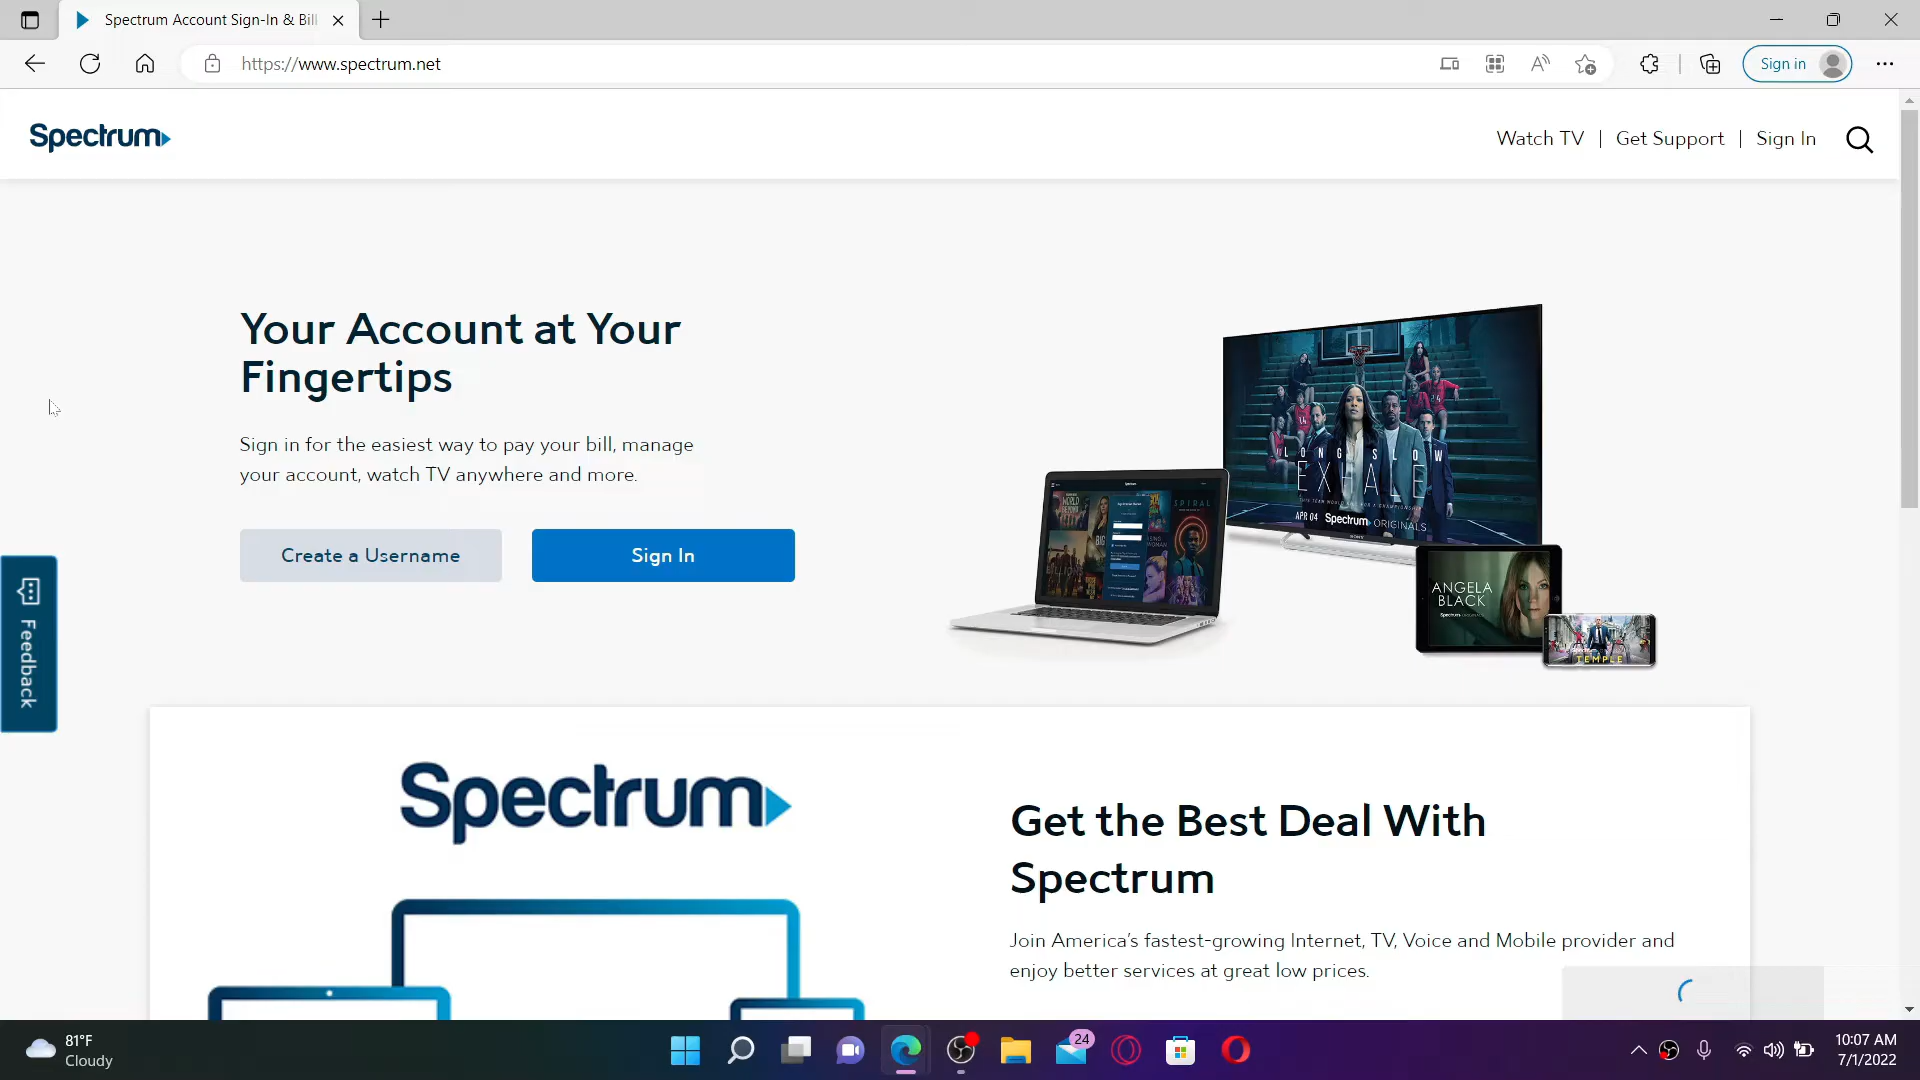 Spectrum Account Sign-In & Bill
https://www.spectrum.net
Sign in
Spectrum
Watch TV | Get Support | Sign In
Your Account at Your
Fingertips
Sign in for the easiest way to pay your bill, manage
your account, watch TV anywhere and more.
Create a Username
Sign In
Feedback
LONG SLOW
EXHALE
APR 04 Spectrum ORIGINALS
SONY
SPIRAL
ANGELA
BLACK
TEMPLE
Spectrum
Get the Best Deal With
Spectrum
Join America's fastest-growing Internet, TV, Voice and Mobile provider and
enjoy better services at great low prices.
81°F
Cloudy
24
10:07 AM
7/1/2022